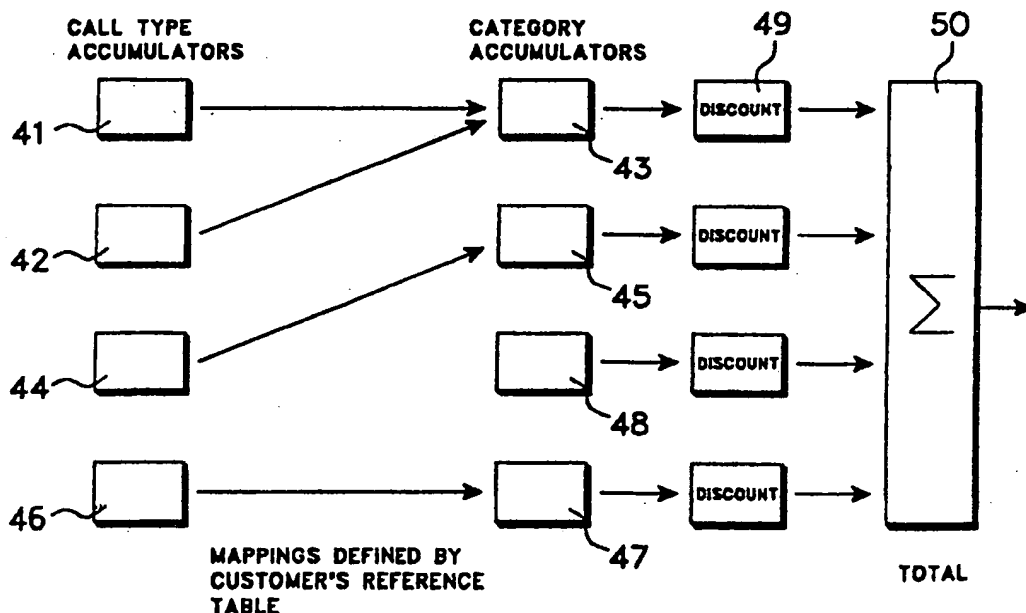 CALL TYPE
ACCUMULATORS
CATEGORY
ACCUMULATORS
49
50
41
43
DISCOUNT
42
45
DISCOUNT
Σ
44
48
DISCOUNT
46
47
DISCOUNT
MAPPINGS DEFINED BY
CUSTOMER'S REFERENCE
TABLE
TOTAL